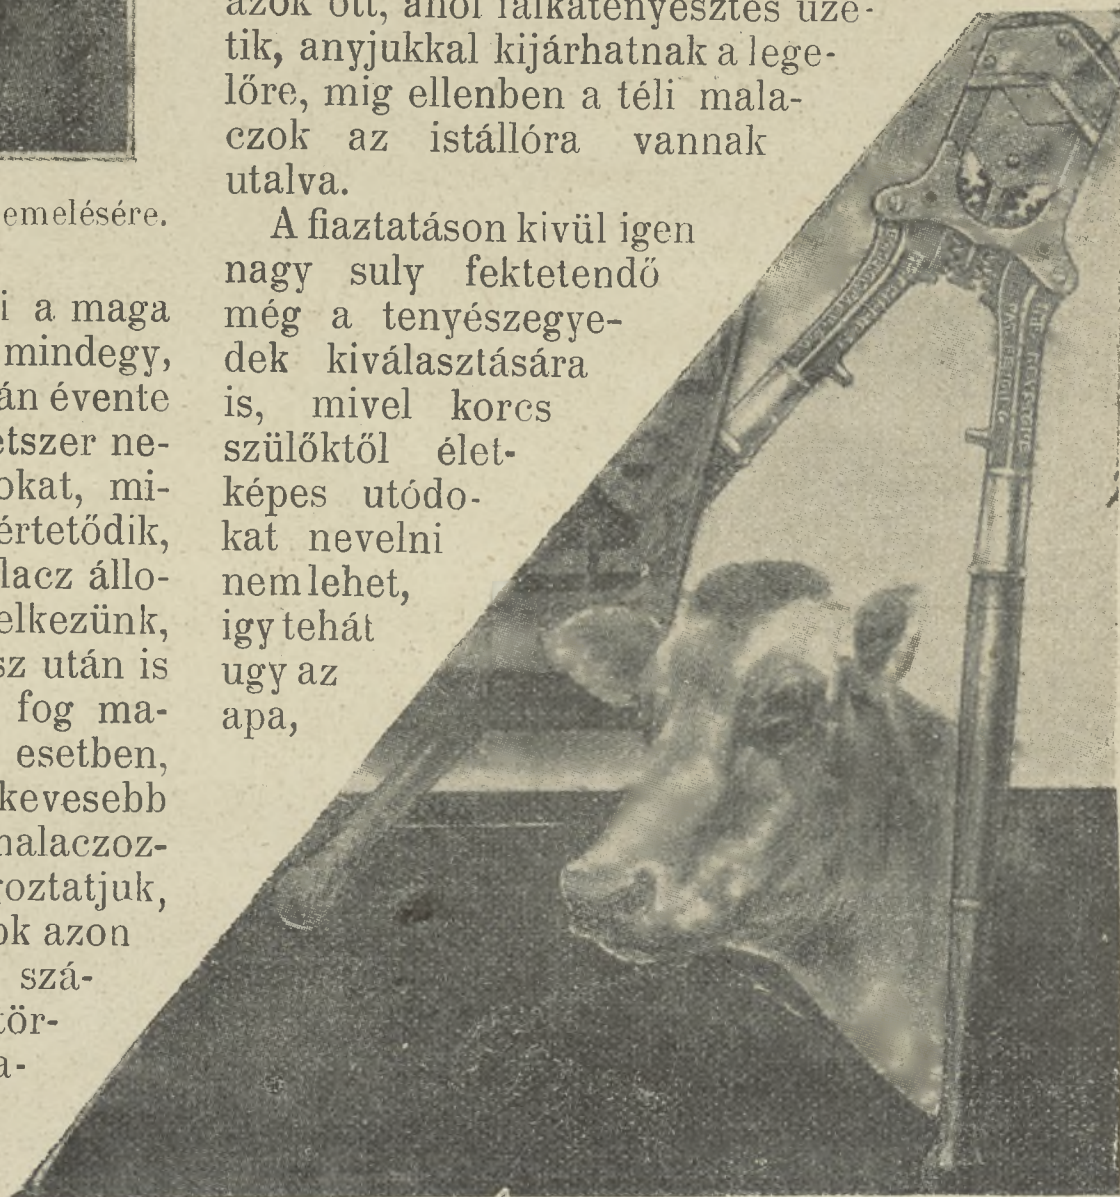 emelésére.
i a maga
mindegy,
án évente
etszer ne-
okat, mi-
értetődik,
lacz állo-
elkezünk,
sz után is
fog ma-
esetben,
kevesebb
malaczoz-
goztatjuk,
ok azon
szá-
tör-
a-
azok ott, ahol falkatenyésztés üze-
tik, anyjukkal kijárhatnak a lege-
lőre, mig ellenben a téli mala-
czok az istállóra vannak
utalva.
A fiaztatáson kivül igen
nagy suly fektetendő
még a tenyészegye-
dek kiválasztására
is, mivel korcs
szülőktől élet-
képes utódo-
kat nevelni
nem lehet,
igy tehát
ugy az
apa,